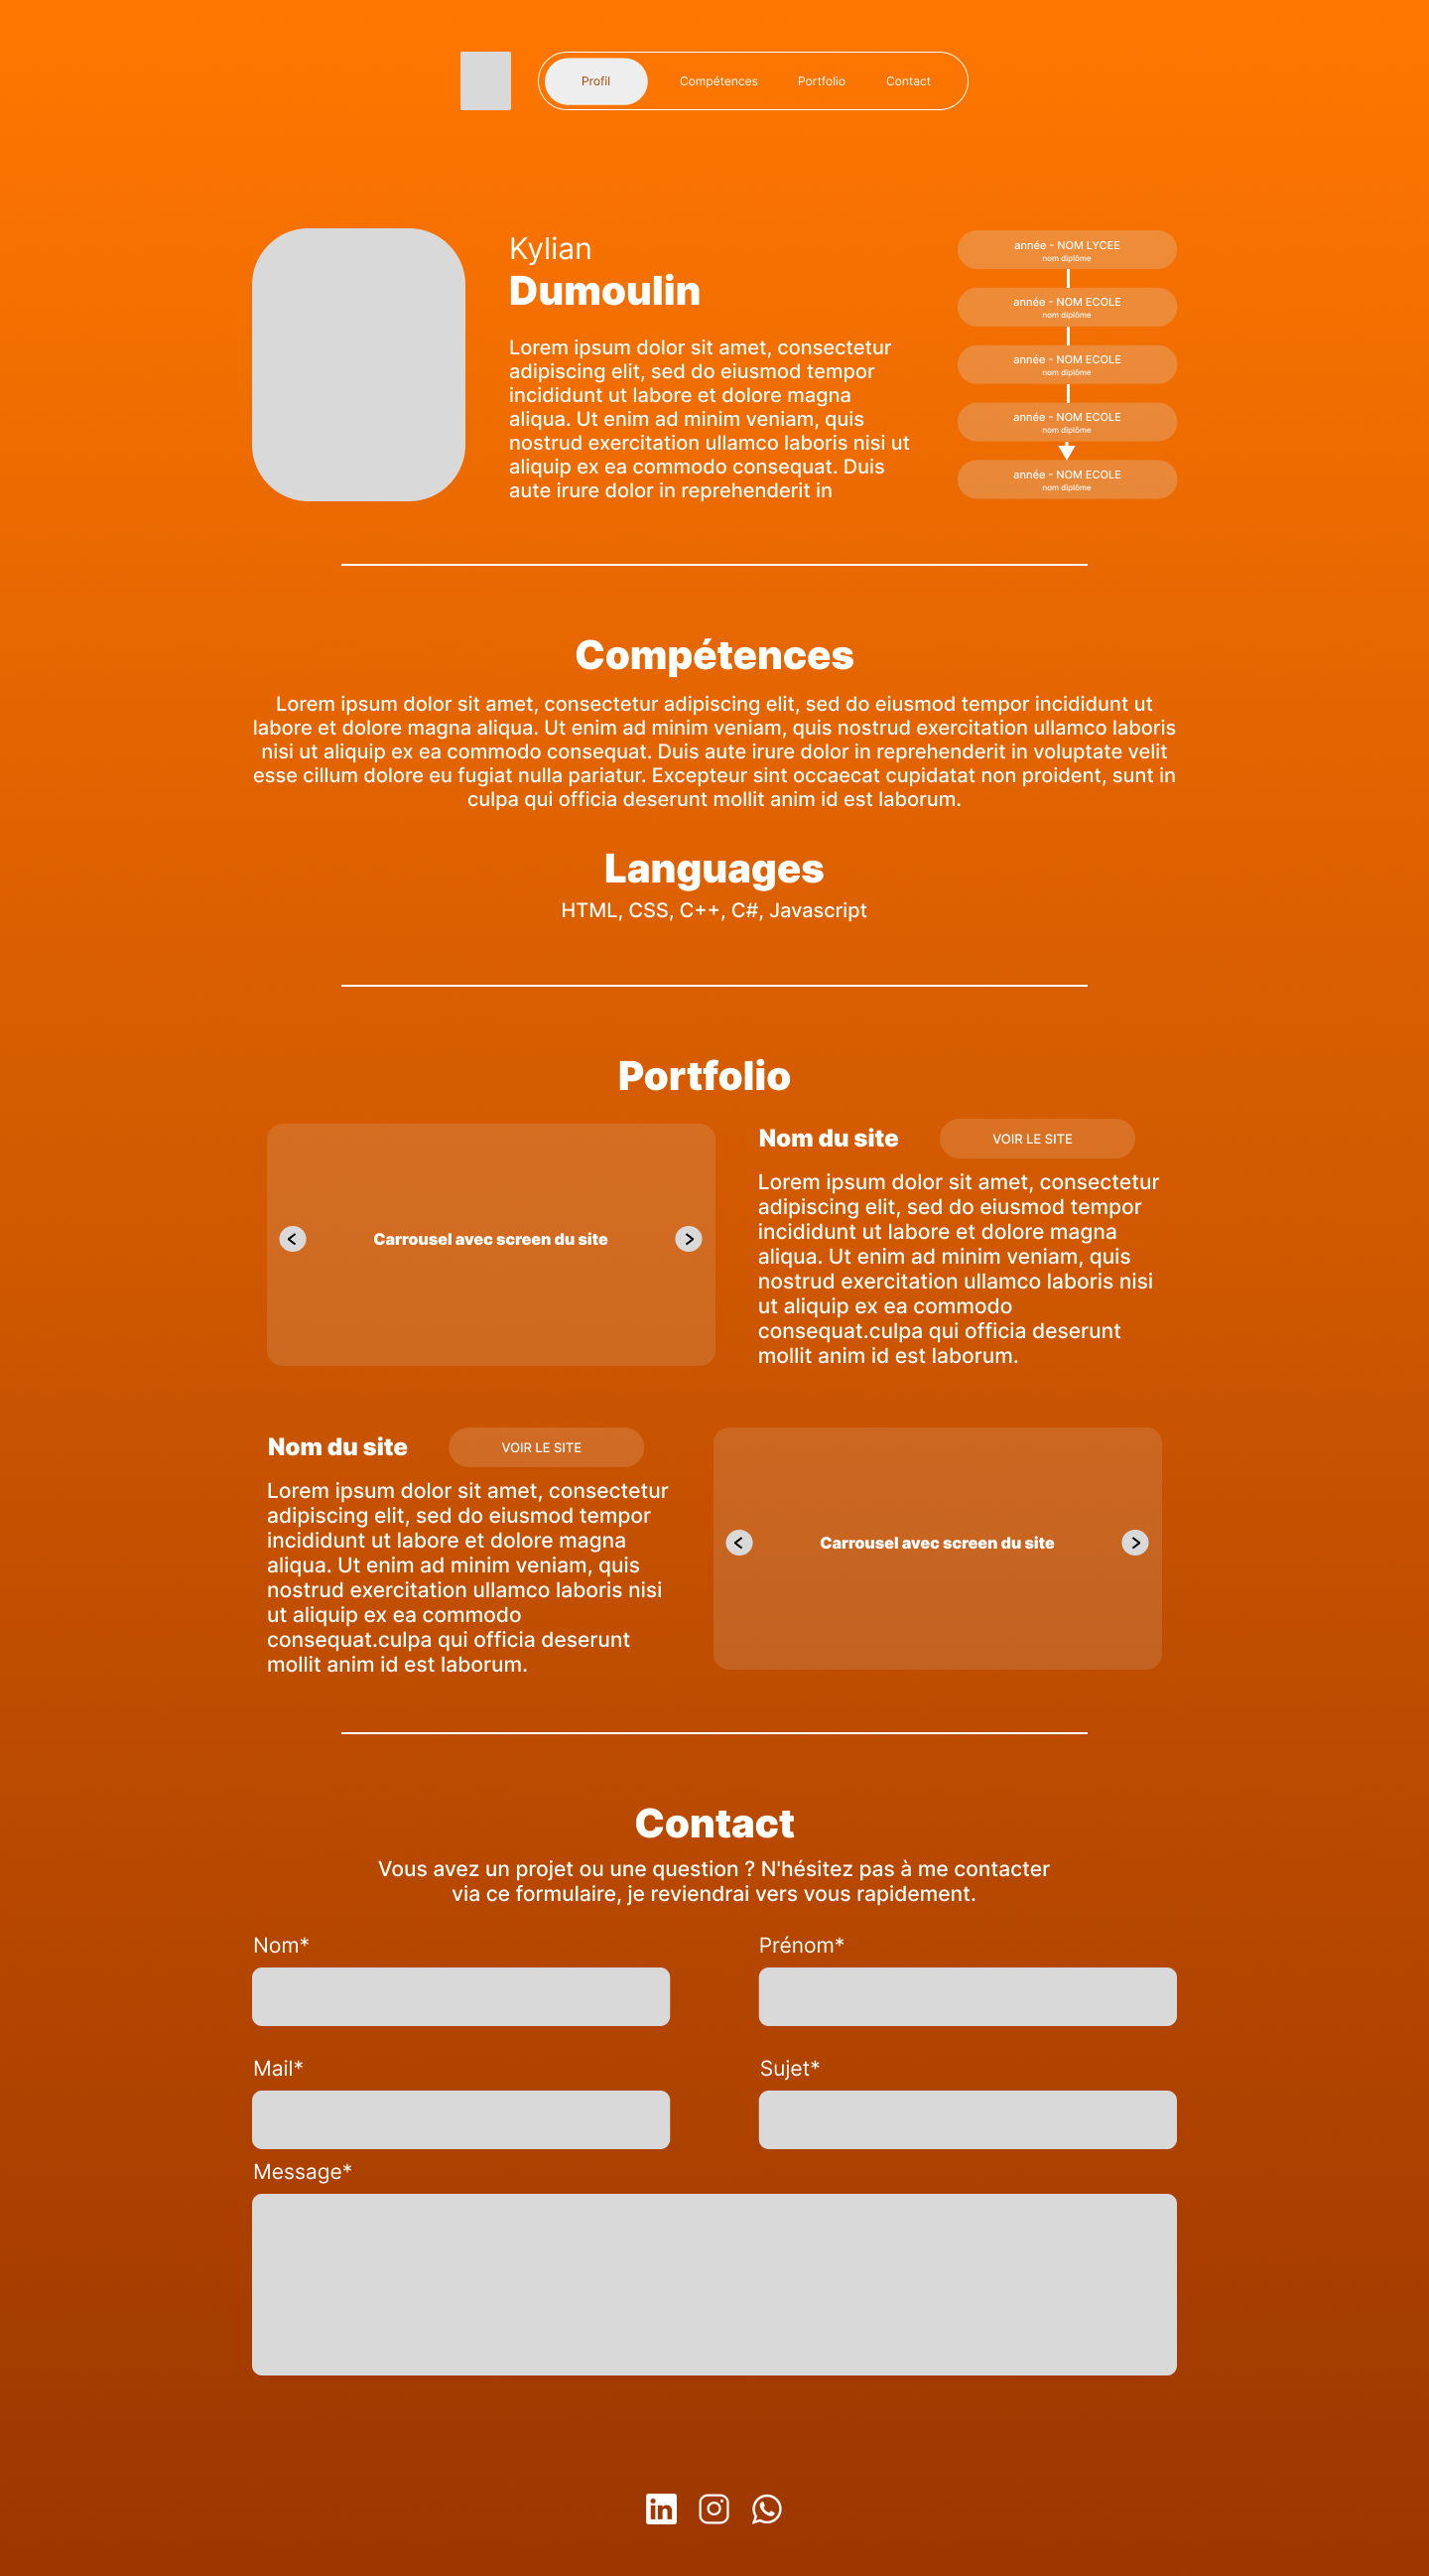 Profil
Compétences
Portfolio
Contact
Kylian
Dumoulin
Lorem ipsum dolor sit amet, consectetur
adipiscing elit, sed do eiusmod tempor
incididunt ut labore et dolore magna
aliqua. Ut enim ad minim veniam, quis
nostrud exercitation ullamco laboris nisi ut
aliquip ex ea commodo consequat. Duis
aute irure dolor in reprehenderit in
année - NOM LYCEE
nom diplôme
année - NOM ECOLE
nom diplôme
année - NOM ECOLE
nom diplôme
année - NOM ECOLE
nom diplôme
année - NOM ECOLE
nom diplôme
Compétences
Lorem ipsum dolor sit amet, consectetur adipiscing elit, sed do eiusmod tempor incididunt ut
labore et dolore magna aliqua. Ut enim ad minim veniam, quis nostrud exercitation ullamco laboris
nisi ut aliquip ex ea commodo consequat. Duis aute irure dolor in reprehenderit in voluptate velit
esse cillum dolore eu fugiat nulla pariatur. Excepteur sint occaecat cupidatat non proident, sunt in
culpa qui officia deserunt mollit anim id est laborum.
Languages
HTML, CSS, C++, C#, Javascript
Portfolio
Carrousel avec screen du site
Nom du site
VOIR LE SITE
Lorem ipsum dolor sit amet, consectetur
adipiscing elit, sed do eiusmod tempor
incididunt ut labore et dolore magna
aliqua. Ut enim ad minim veniam, quis
nostrud exercitation ullamco laboris nisi
ut aliquip ex ea commodo
consequat.culpa qui officia deserunt
mollit anim id est laborum.
Nom du site
VOIR LE SITE
Lorem ipsum dolor sit amet, consectetur
adipiscing elit, sed do eiusmod tempor
incididunt ut labore et dolore magna
aliqua. Ut enim ad minim veniam, quis
nostrud exercitation ullamco laboris nisi
ut aliquip ex ea commodo
consequat.culpa qui officia deserunt
mollit anim id est laborum.
Carrousel avec screen du site
Contact
Vous avez un projet ou une question ? N'hésitez pas à me contacter
via ce formulaire, je reviendrai vers vous rapidement.
Nom*
Prénom*
Mail*
Sujet*
Message*
in